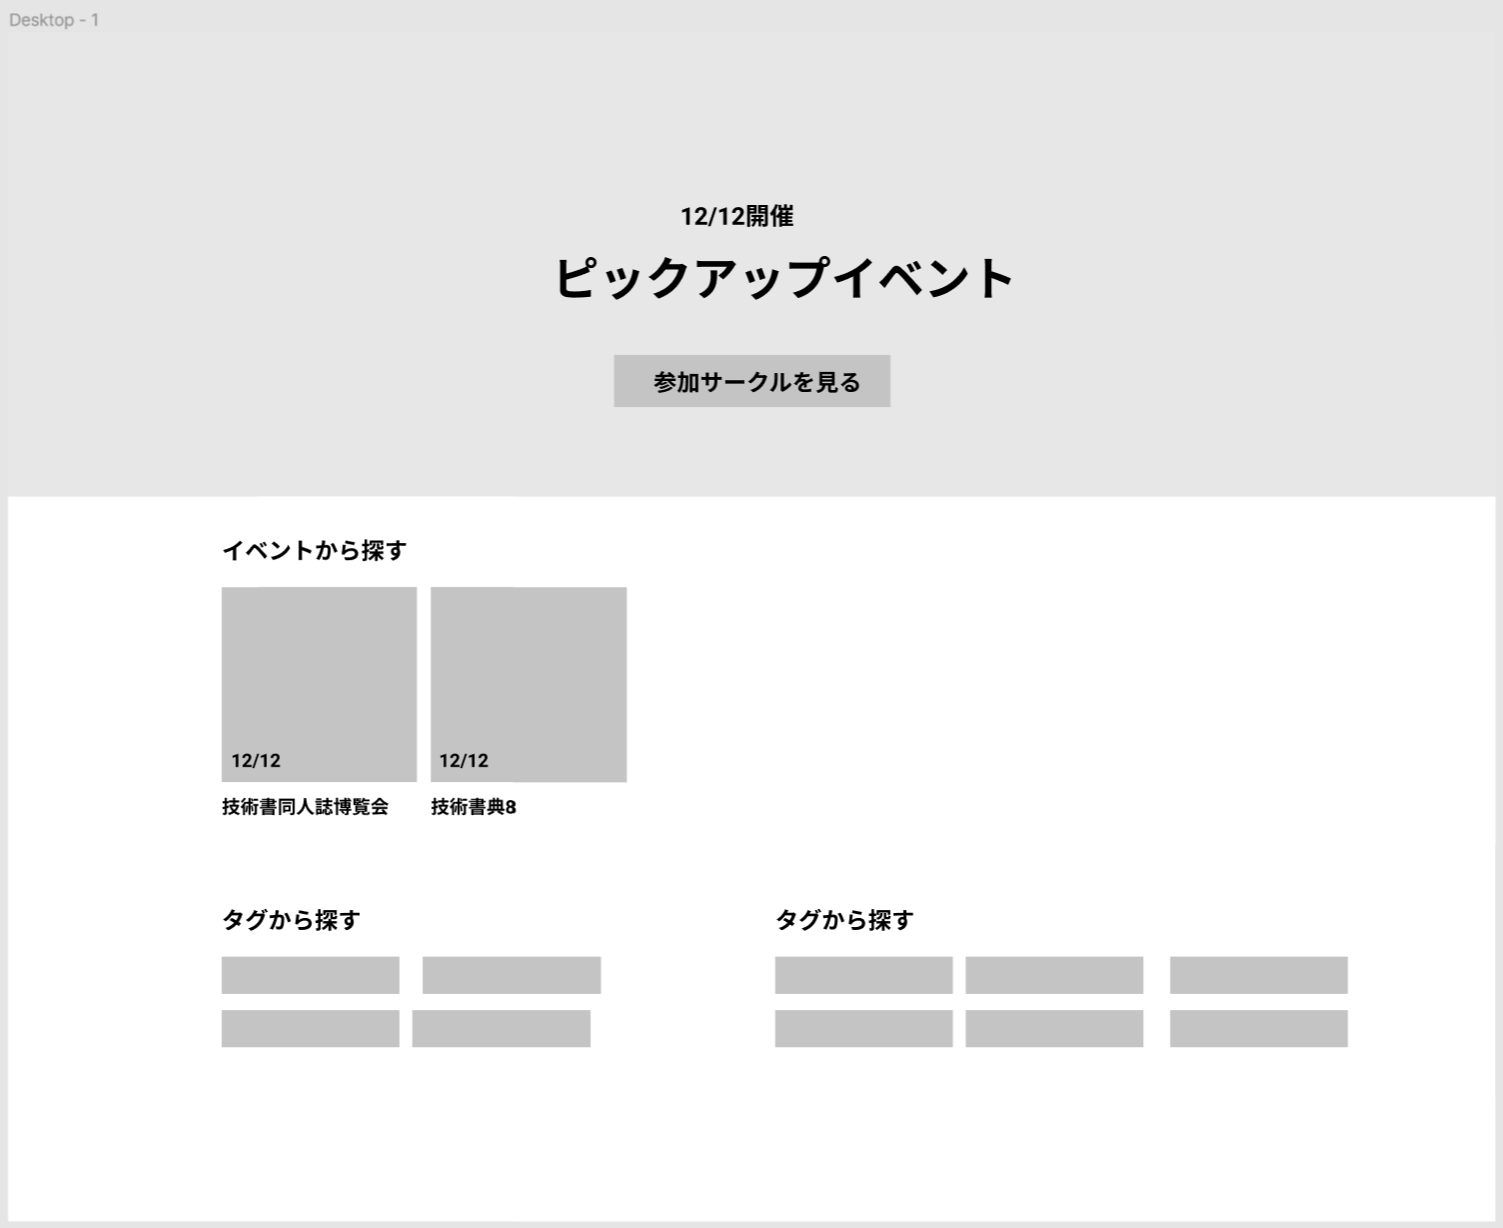 Desktop - 1
12/12開催
ピックアップイベント
参加サークルを見る
イベントから探す
12/12
12/12
技術書同人誌博覧会
技術書典8
タグから探す
タグから探す